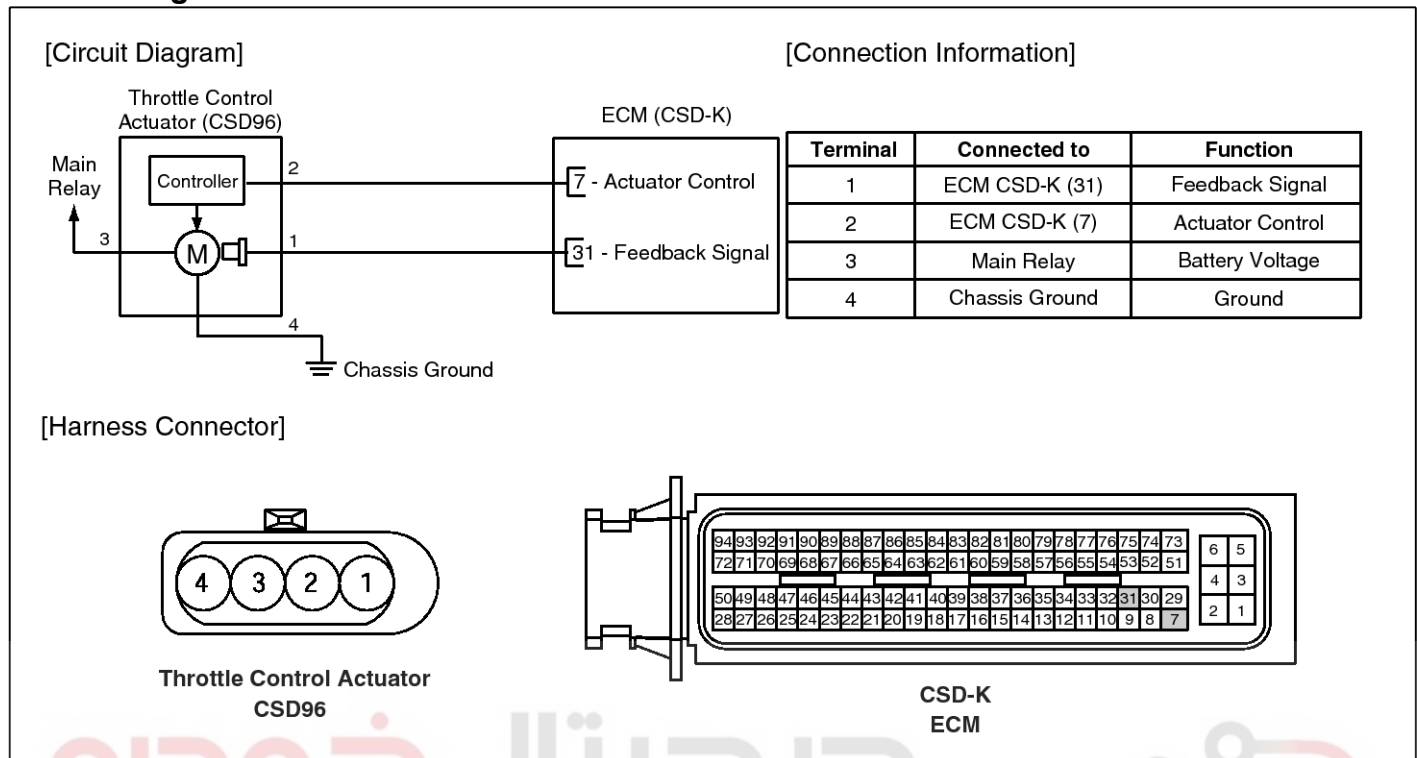 [Circuit Diagram]
[Connection Information]
Throttle Control
Actuator (CSD96)
ECM (CSD-K)
Main
Relay
Controller
2
7 - Actuator Control
3
M
1
31 - Feedback Signal
4
Chassis Ground
Terminal Connected to Function
1 ECM CSD-K (31) Feedback Signal
2 ECM CSD-K (7) Actuator Control
3 Main Relay Battery Voltage
4 Chassis Ground Ground
[Harness Connector]
4 3 2 1
Throttle Control Actuator
CSD96
94 93 92 91 90 89 88 87 86 85 84 83 82 81 80 79 78 77 76 75 74 73
72 71 70 69 68 67 66 65 64 63 62 61 60 59 58 57 56 55 54 53 52 51
50 49 48 47 46 45 44 43 42 41 40 39 38 37 36 35 34 33 32 31 30 29
28 27 26 25 24 23 22 21 20 19 18 17 16 15 14 13 12 11 10 9 8 7
6 5
4 3
2 1
CSD-K
ECM